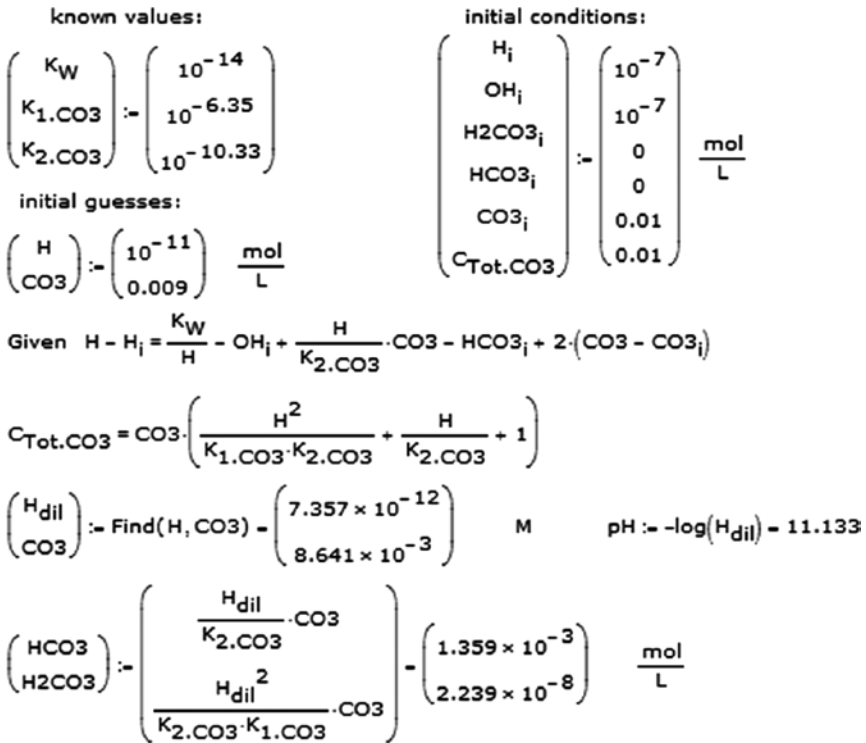 known values:
initial conditions:
( K_W K_1.CO3 K_2.CO3 ) := ( 10^-14 10^-6.35 10^-10.33 )
( H_i OH_i H2CO3_i HCO3_i CO3_i C_Tot.CO3 ) := ( 10^-7 10^-7 0 0 0.01 0.01 ) mol/L
initial guesses:
( H CO3 ) := ( 10^-11 0.009 ) mol/L
Given H - H_i = K_W/H - OH_i + H/K_2.CO3 · CO3 - HCO3_i + 2·(CO3 - CO3_i)
C_Tot.CO3 = CO3·( H^2/(K_1.CO3·K_2.CO3) + H/K_2.CO3 + 1 )
( H_dil CO3 ) := Find(H, CO3) = ( 7.357 × 10^-12 8.641 × 10^-3 ) M pH := -log(H_dil) = 11.133
( HCO3 H2CO3 ) := ( H_dil/K_2.CO3 · CO3 H_dil^2/(K_2.CO3·K_1.CO3) · CO3 ) = ( 1.359 × 10^-3 2.239 × 10^-8 ) mol/L